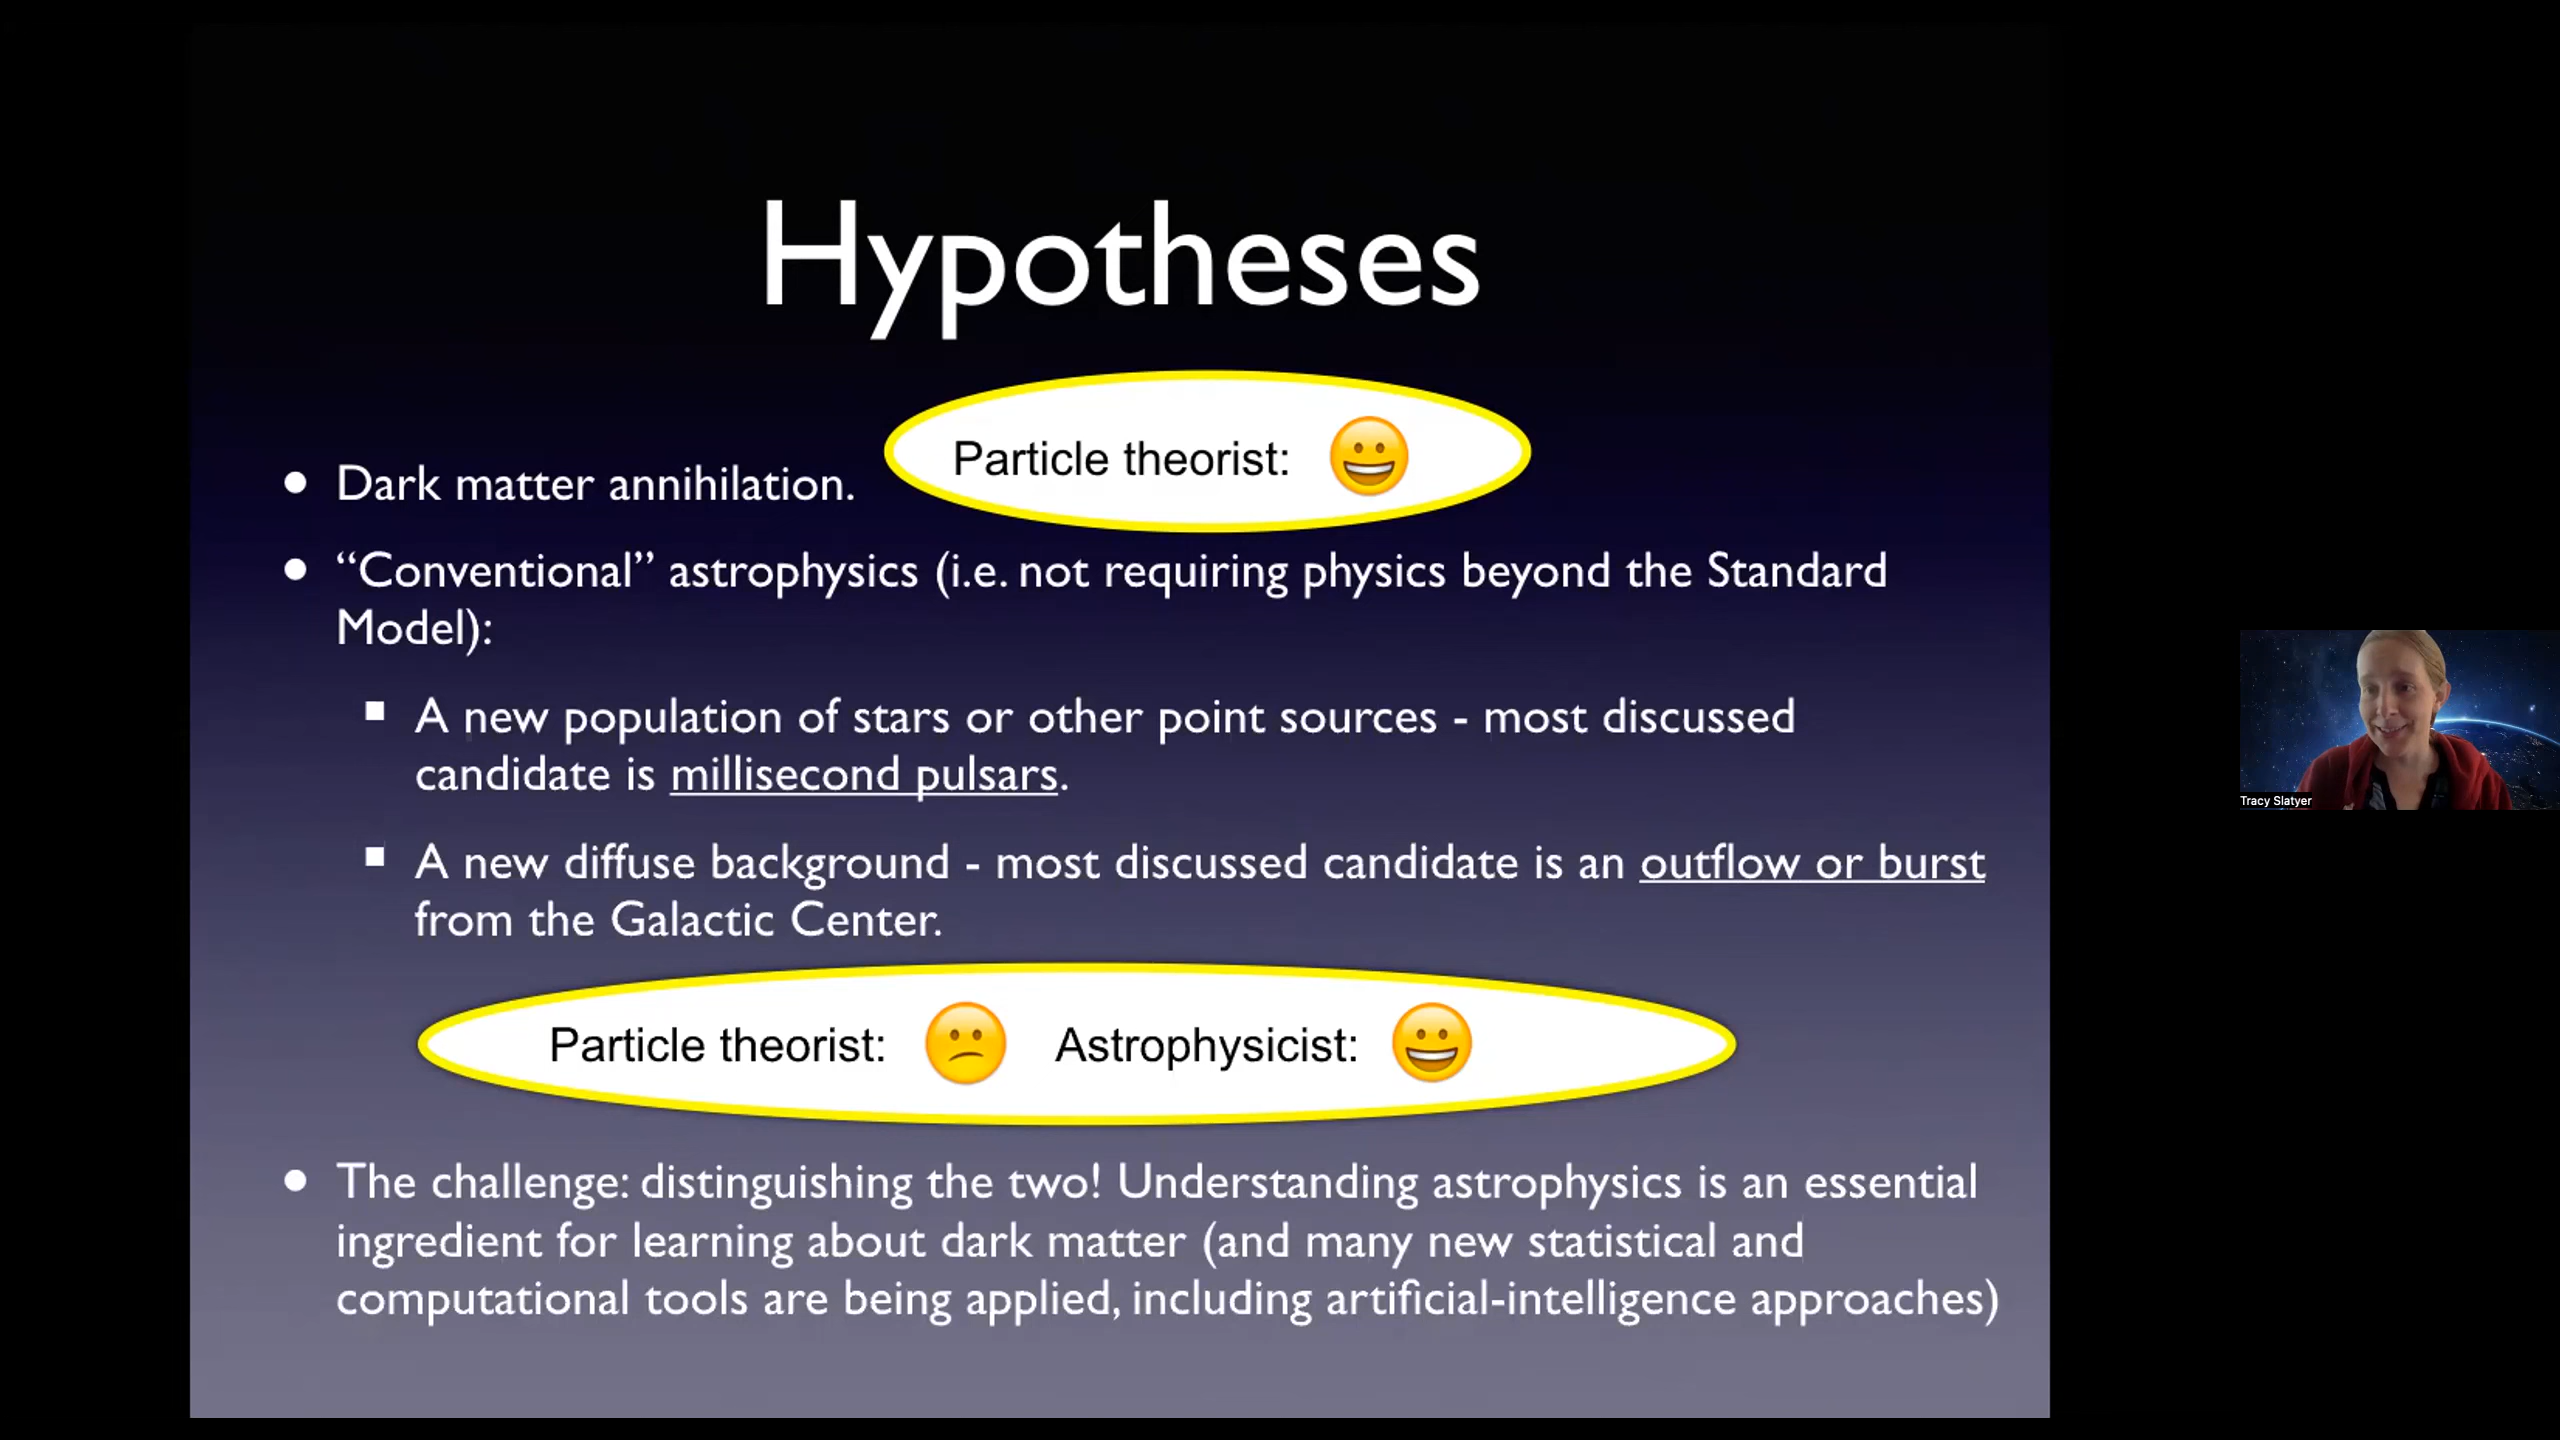 Hypotheses
Particle theorist: 😀
• Dark matter annihilation.
• “Conventional” astrophysics (i.e. not requiring physics beyond the Standard
Model):
▪ A new population of stars or other point sources - most discussed
candidate is millisecond pulsars.
▪ A new diffuse background - most discussed candidate is an outflow or burst
from the Galactic Center.
Particle theorist: 😕 Astrophysicist: 😀
• The challenge: distinguishing the two! Understanding astrophysics is an essential
ingredient for learning about dark matter (and many new statistical and
computational tools are being applied, including artificial-intelligence approaches)
Tracy Slatyer